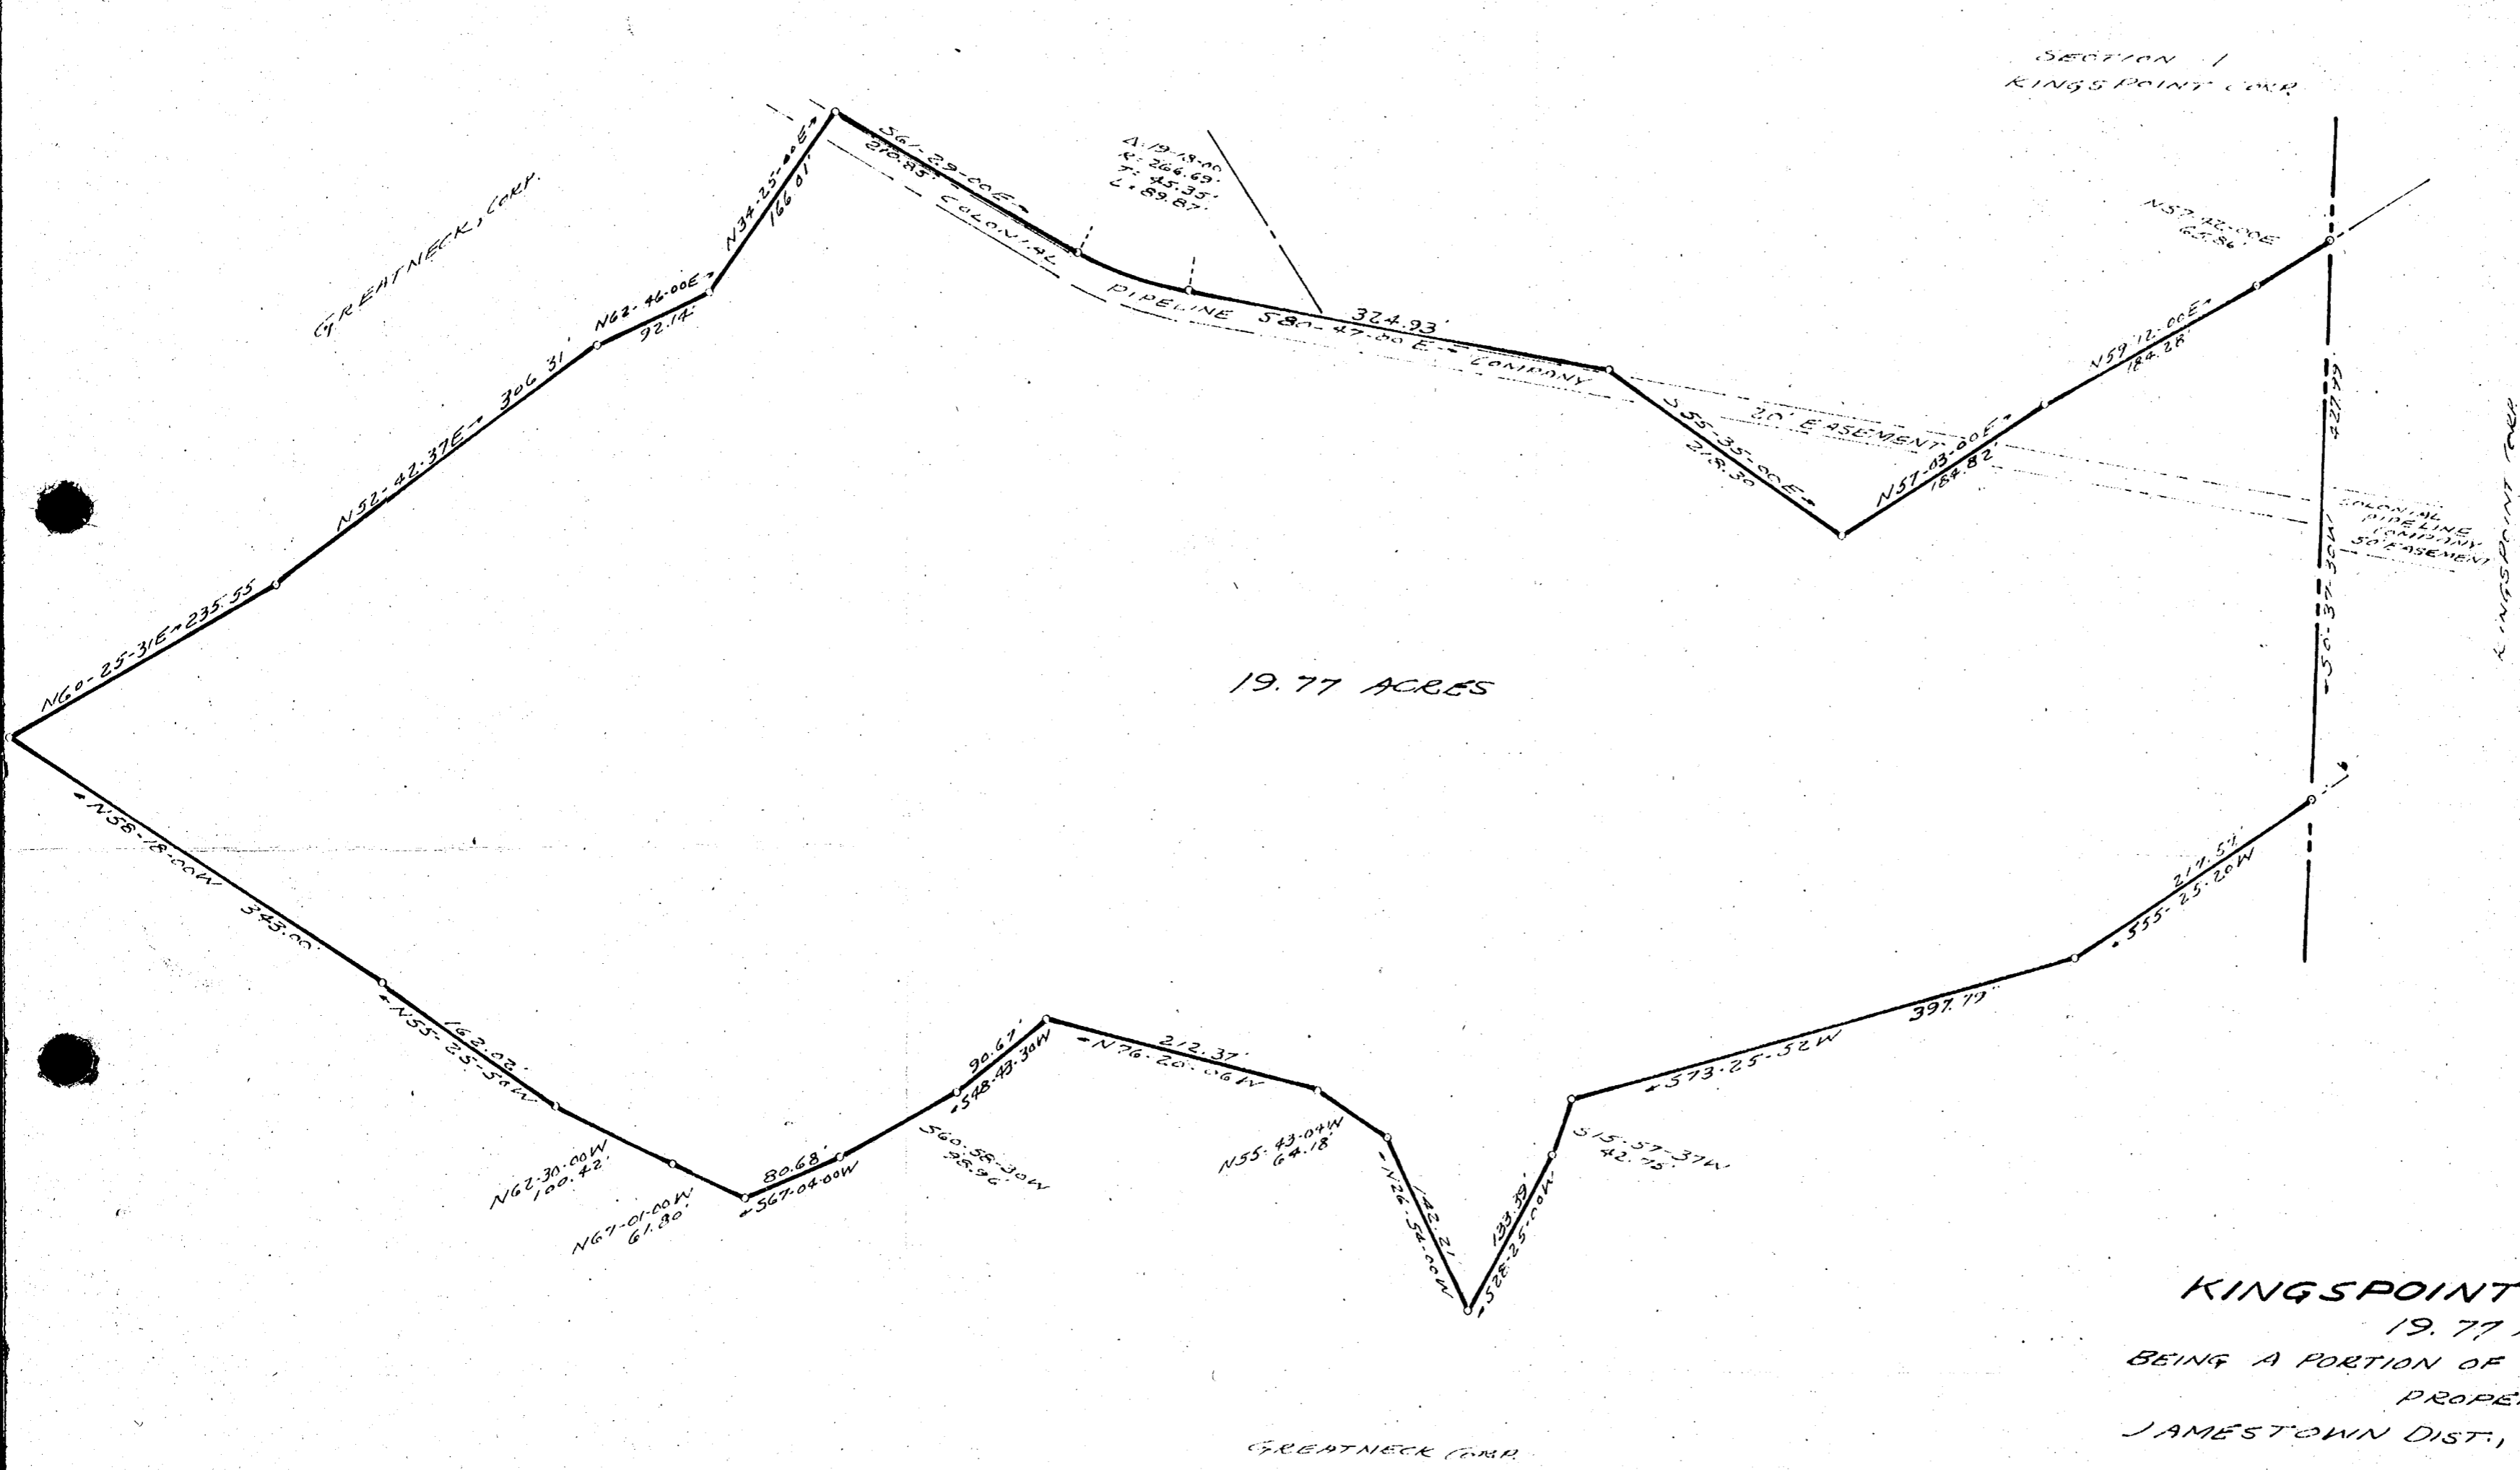 SECTION 1
KINGSPOINT CORP.
GREATNECK, CORP.
N34-25-00E
166.01'
S61-29-00E
210.85'
Δ: 19-18-00
R: 266.69'
T: 45.35'
L: 89.87'
COLONIAL
PIPELINE
COMPANY
S80-47-00 E
324.93'
N57-42-00E
65.86'
N59-12-00E
184.28'
N62-46-00E
92.14'
N52-42-37E 306.31'
N60-25-31E 235.55
20' EASEMENT
S55-35-00E
218.30
N57-03-00E
184.82'
427.79'
S0-37-30W
KINGSPOINT CORP.
COLONIAL
PIPELINE
COMPANY
50' EASEMENT
19.77 ACRES
N58-18-00W
343.00'
162.02'
N55-25-50W
N62-30-00W
100.42'
N67-01-00W
61.80'
80.68'
S67-04-00W
S60-58-30W
98.96'
90.67'
S48-43-30W
212.37'
N76-20-06W
N55-43-04W
64.18'
142.21'
N26-54-00W
133.39'
S28-25-00W
S15-57-37W
42.75'
S73-25-52W
397.77'
217.57'
S55-25-20W
KINGSPOINT
19.77
BEING A PORTION OF
PROPE
JAMESTOWN DIST.,
GREATNECK CORP.